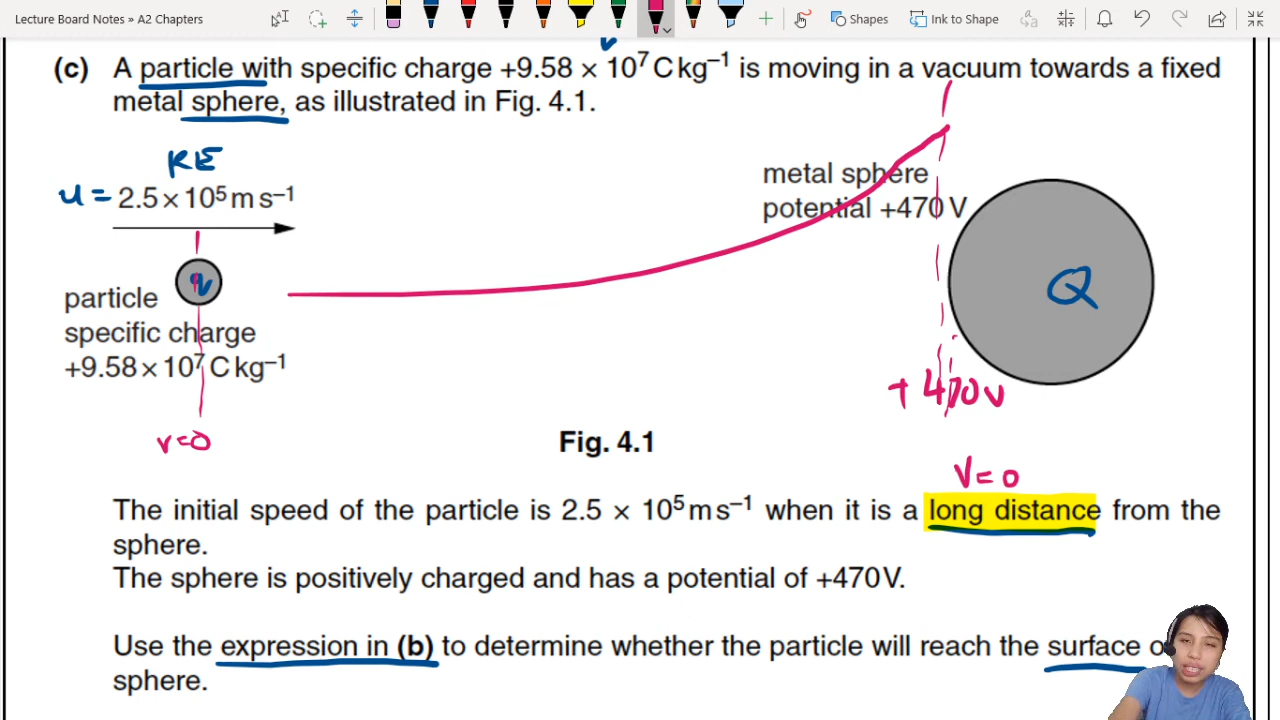 Lecture Board Notes » A2 Chapters
Shapes
Ink to Shape
(c) A particle with specific charge +9.58 × 10⁷ C kg⁻¹ is moving in a vacuum towards a fixed
metal sphere, as illustrated in Fig. 4.1.
KE
u = 2.5 × 10⁵ m s⁻¹
metal sphere
potential +470 V
q
Q
particle
specific charge
+9.58 × 10⁷ C kg⁻¹
+ 470 V
V=0
Fig. 4.1
V= 0
The initial speed of the particle is 2.5 × 10⁵ m s⁻¹ when it is a long distance from the
sphere.
The sphere is positively charged and has a potential of +470 V.
Use the expression in (b) to determine whether the particle will reach the surface
sphere.